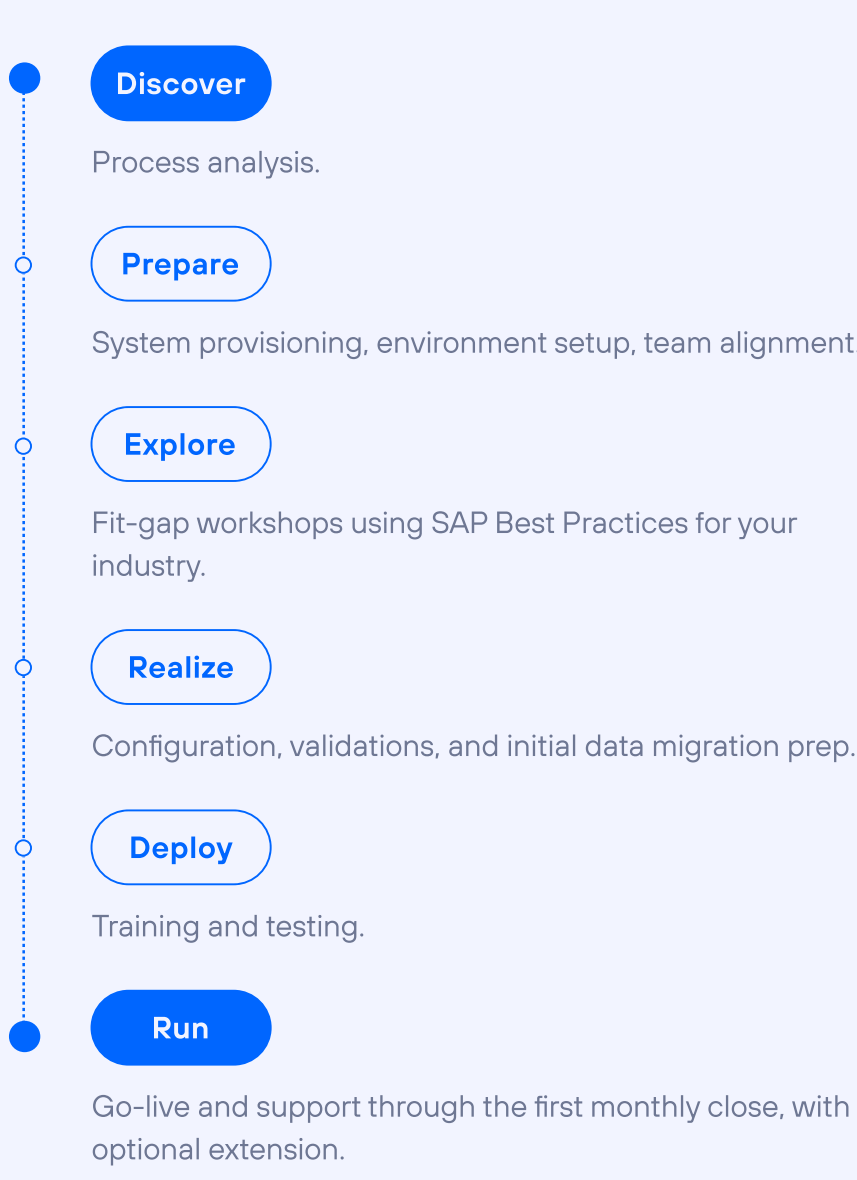 Discover
Process analysis.
Prepare
System provisioning, environment setup, team alignment.
Explore
Fit-gap workshops using SAP Best Practices for your
industry.
Realize
Configuration, validations, and initial data migration prep.
Deploy
Training and testing.
Run
Go-live and support through the first monthly close, with
optional extension.